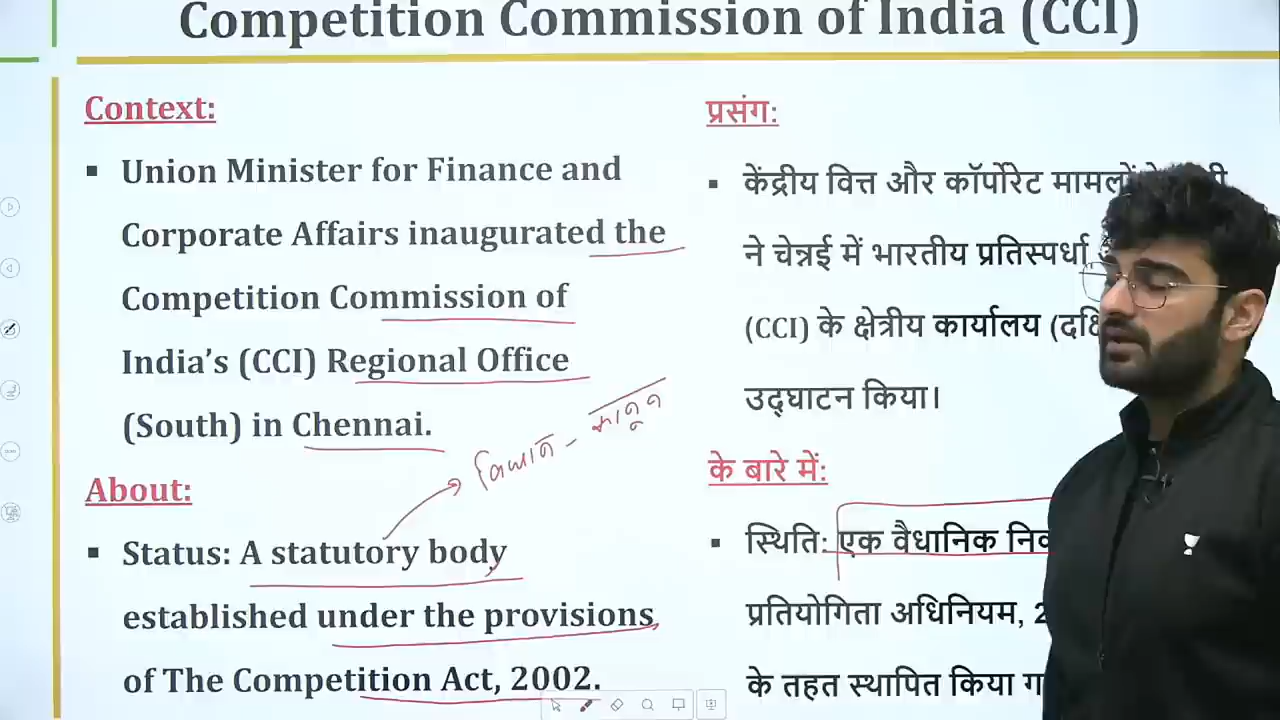 Competition Commission of India (CCI)
Context:
▪ Union Minister for Finance and
Corporate Affairs inaugurated the
Competition Commission of
India’s (CCI) Regional Office
(South) in Chennai.
About:
▪ Status: A statutory body
established under the provisions
of The Competition Act, 2002.
कानून
प्रसंग:
▪ केंद्रीय वित्त और कॉर्पोरेट मामलों
ने चेन्नई में भारतीय प्रतिस्पर्धा
(CCI) के क्षेत्रीय कार्यालय
उद्घाटन किया।
के बारे में:
▪ स्थिति: एक वैधानिक
प्रतियोगिता अधिनियम,
के तहत स्थापित किया